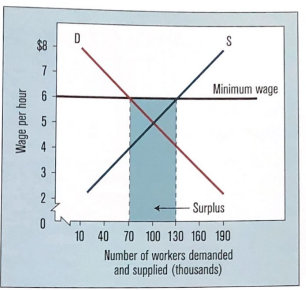 D
S
$8
7
6
5
4
3
2
0
Minimum wage
Surplus
Wage per hour
10 40 70 100 130 160 190
Number of workers demanded
and supplied (thousands)